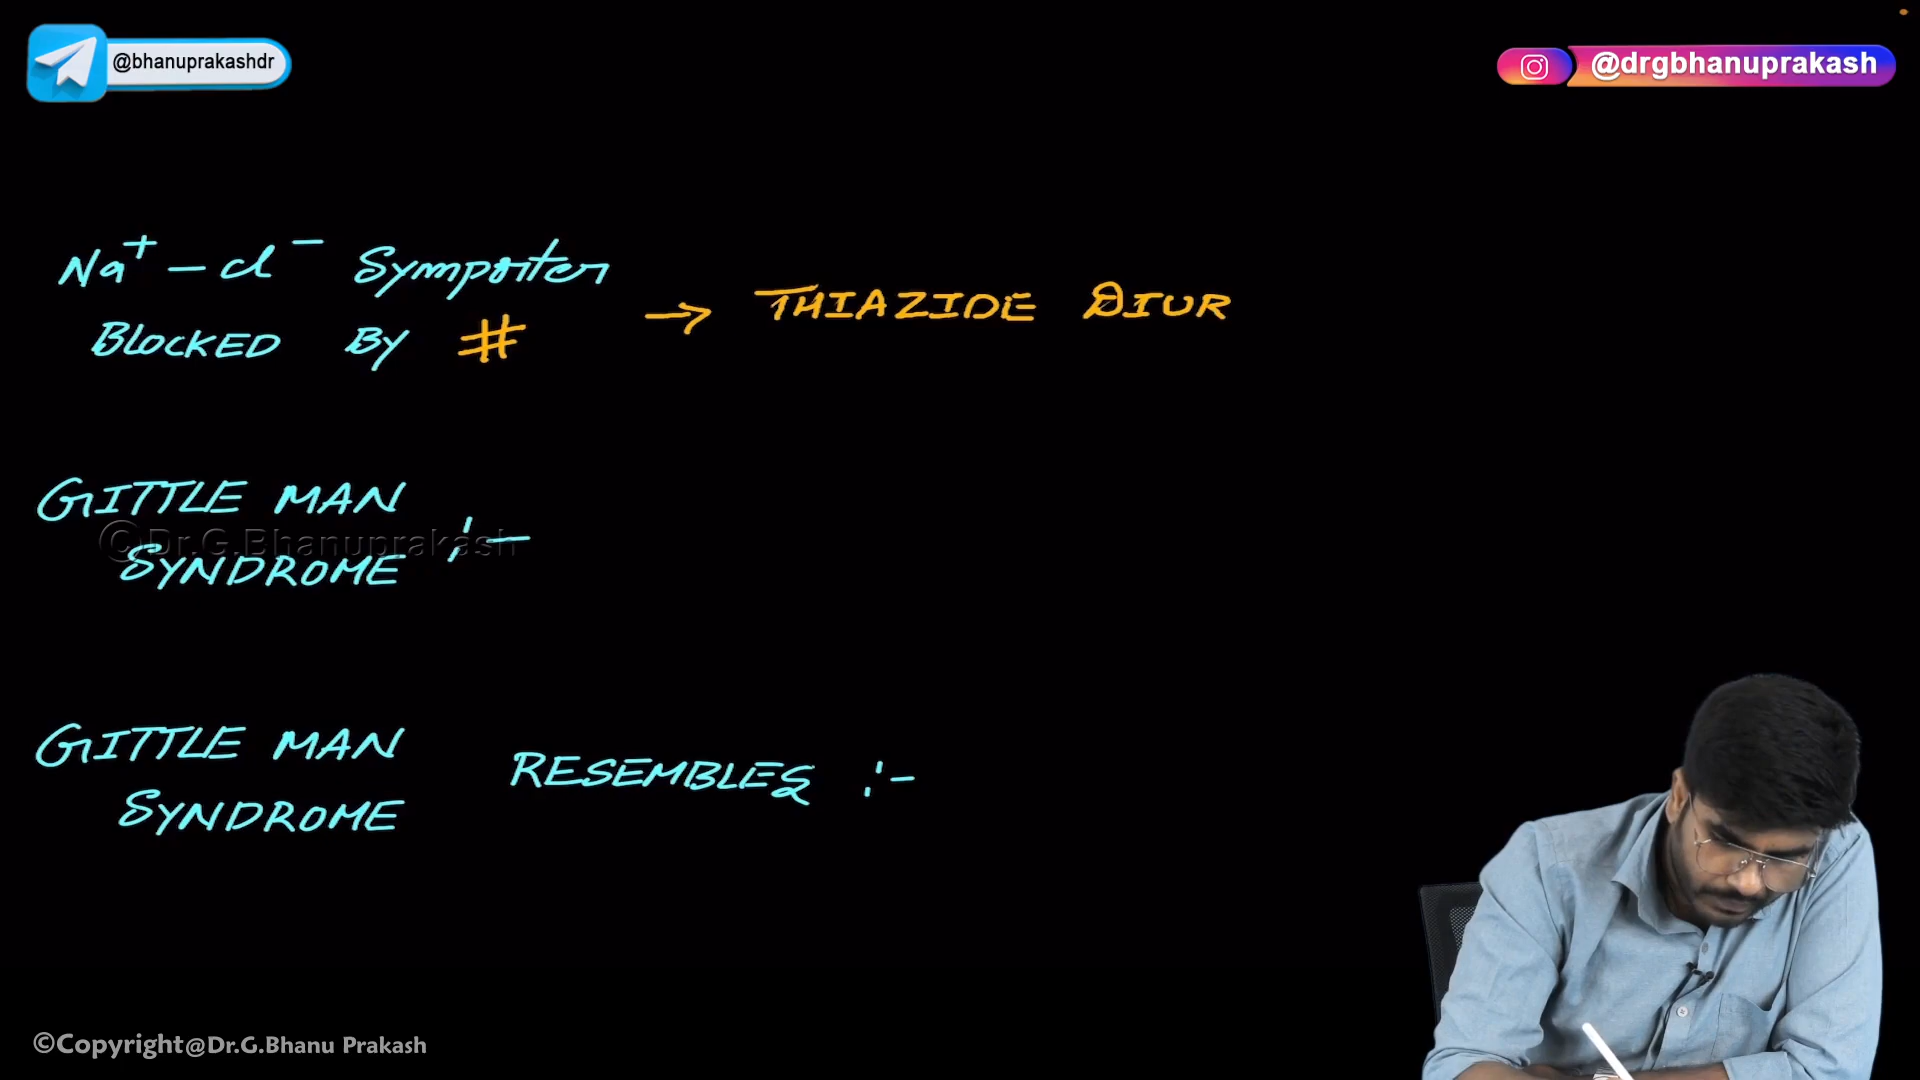 @bhanuprakashdr
@drgbhanuprakash
Na+ - Cl- Symporter
BLOCKED BY #
→ THIAZIDE DIUR
GITTLE MAN
SYNDROME :-
©Dr.G.Bhanuprakash
GITTLE MAN
SYNDROME
RESEMBLES :-
©Copyright@Dr.G.Bhanu Prakash